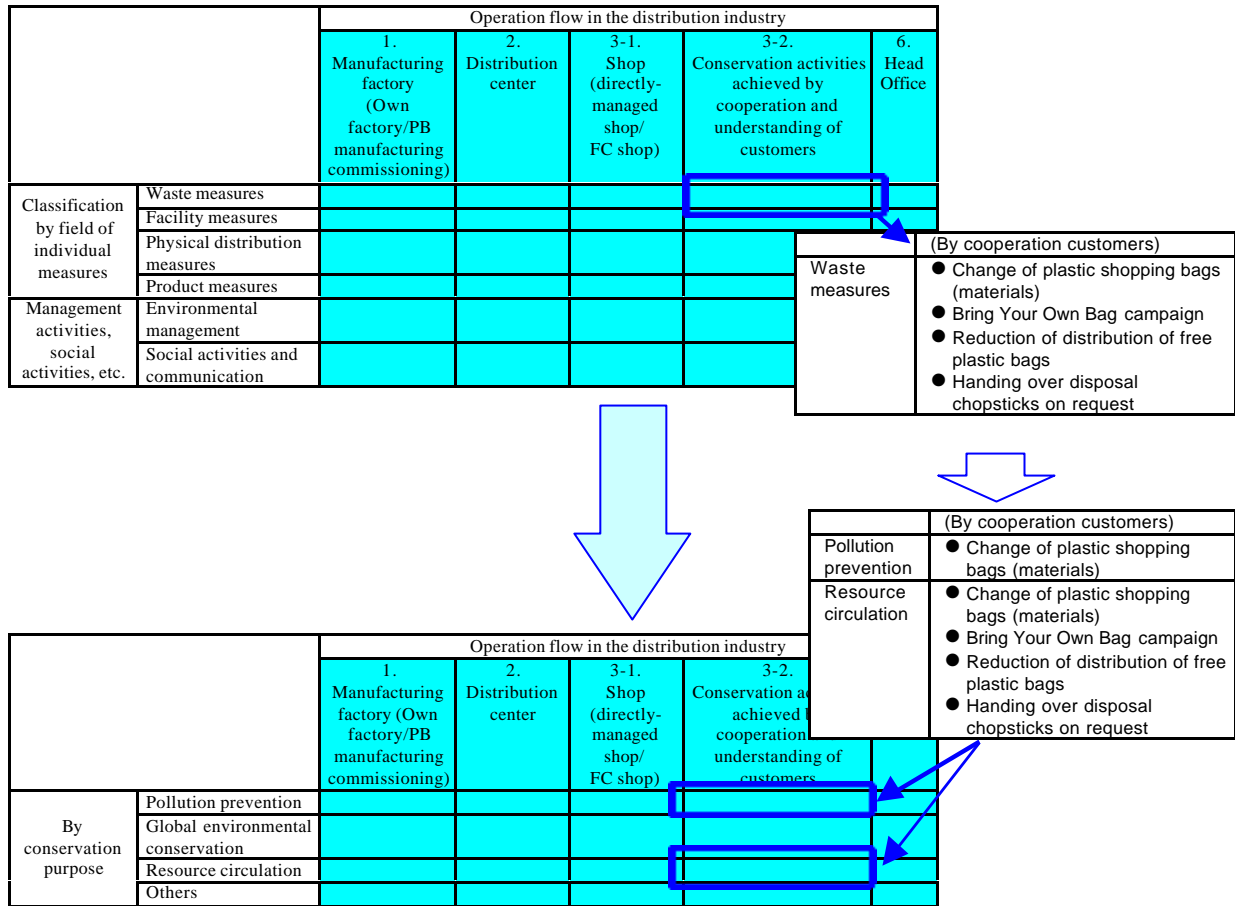 Operation flow in the distribution industry
1.
Manufacturing
factory
(Own
factory/PB
manufacturing
commissioning)
2.
Distribution
center
3-1.
Shop
(directly-
managed
shop/
FC shop)
3-2.
Conservation activities
achieved by
cooperation and
understanding of
customers
6.
Head
Office
Classification
by field of
individual
measures
Waste measures
Facility measures
Physical distribution
measures
Product measures
Management
activities,
social
activities, etc.
Environmental
management
Social activities and
communication
(By cooperation customers)
Waste
measures
● Change of plastic shopping bags
(materials)
● Bring Your Own Bag campaign
● Reduction of distribution of free
plastic bags
● Handing over disposal
chopsticks on request
(By cooperation customers)
Pollution
prevention
● Change of plastic shopping
bags (materials)
Resource
circulation
● Change of plastic shopping
bags (materials)
● Bring Your Own Bag campaign
● Reduction of distribution of free
plastic bags
● Handing over disposal
chopsticks on request
Operation flow in the distribution industry
1.
Manufacturing
factory (Own
factory/PB
manufacturing
commissioning)
2.
Distribution
center
3-1.
Shop
(directly-
managed
shop/
FC shop)
3-2.
Conservation
achieved
cooperation
understanding of
customers
By
conservation
purpose
Pollution prevention
Global environmental
conservation
Resource circulation
Others